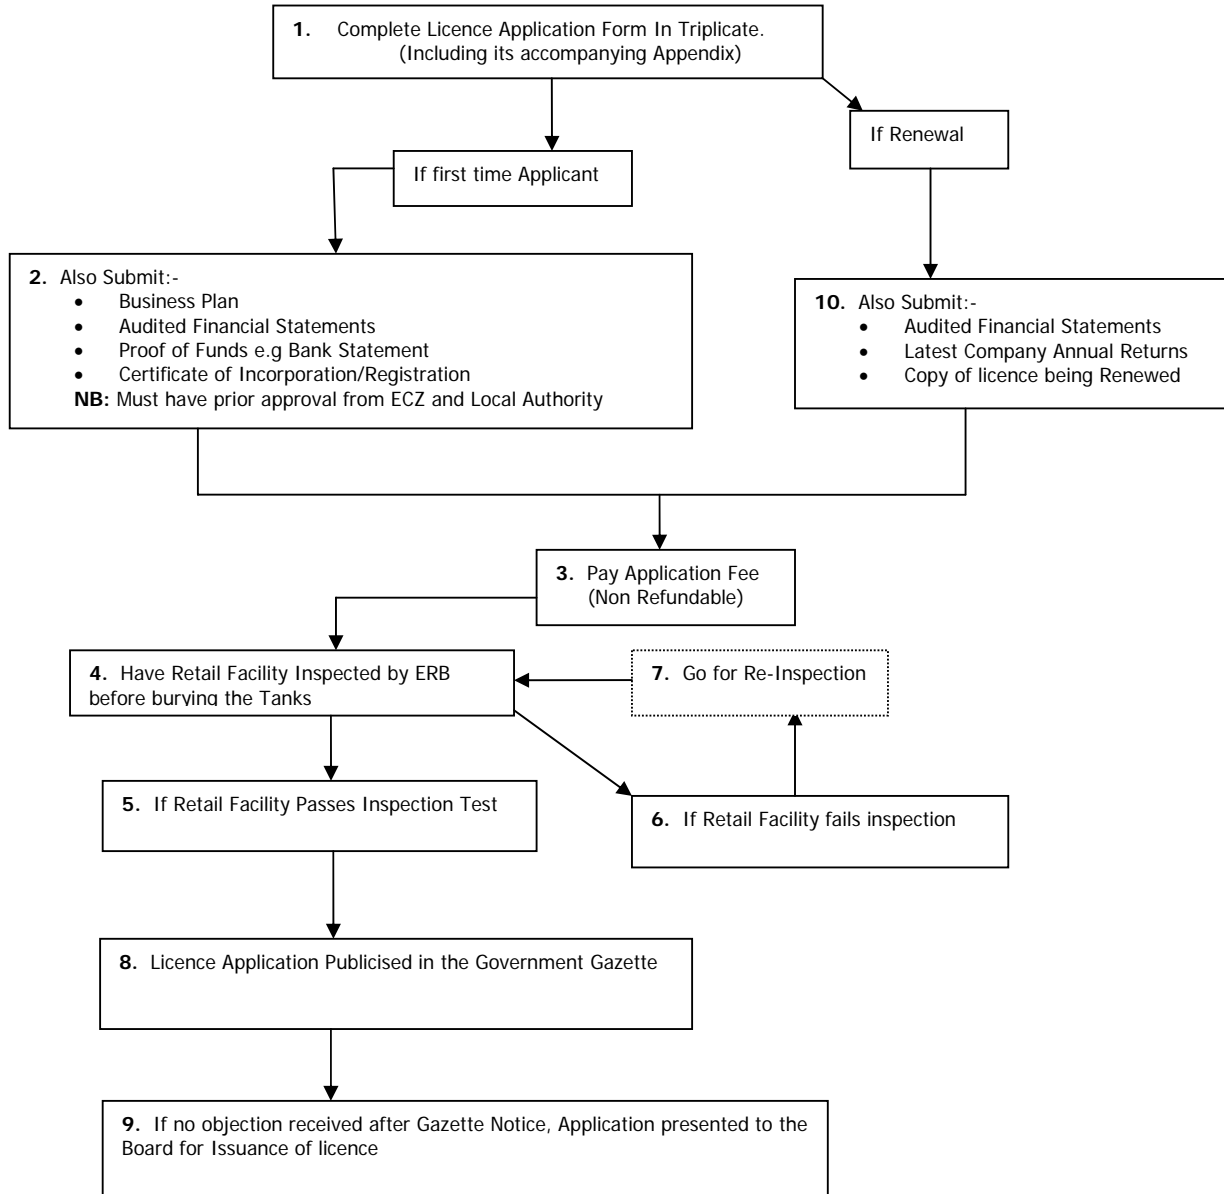 1. Complete Licence Application Form In Triplicate.
(Including its accompanying Appendix)
If Renewal
If first time Applicant
2. Also Submit:-
• Business Plan
• Audited Financial Statements
• Proof of Funds e.g Bank Statement
• Certificate of Incorporation/Registration
NB: Must have prior approval from ECZ and Local Authority
10. Also Submit:-
• Audited Financial Statements
• Latest Company Annual Returns
• Copy of licence being Renewed
3. Pay Application Fee
(Non Refundable)
4. Have Retail Facility Inspected by ERB
before burying the Tanks
7. Go for Re-Inspection
5. If Retail Facility Passes Inspection Test
6. If Retail Facility fails inspection
8. Licence Application Publicised in the Government Gazette
9. If no objection received after Gazette Notice, Application presented to the
Board for Issuance of licence